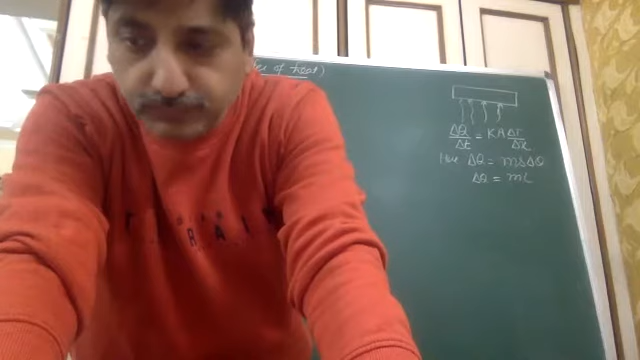 of heat)
ΔQ/Δt = KA ΔT/Δx
ΔQ = msΔθ
ΔQ = mL